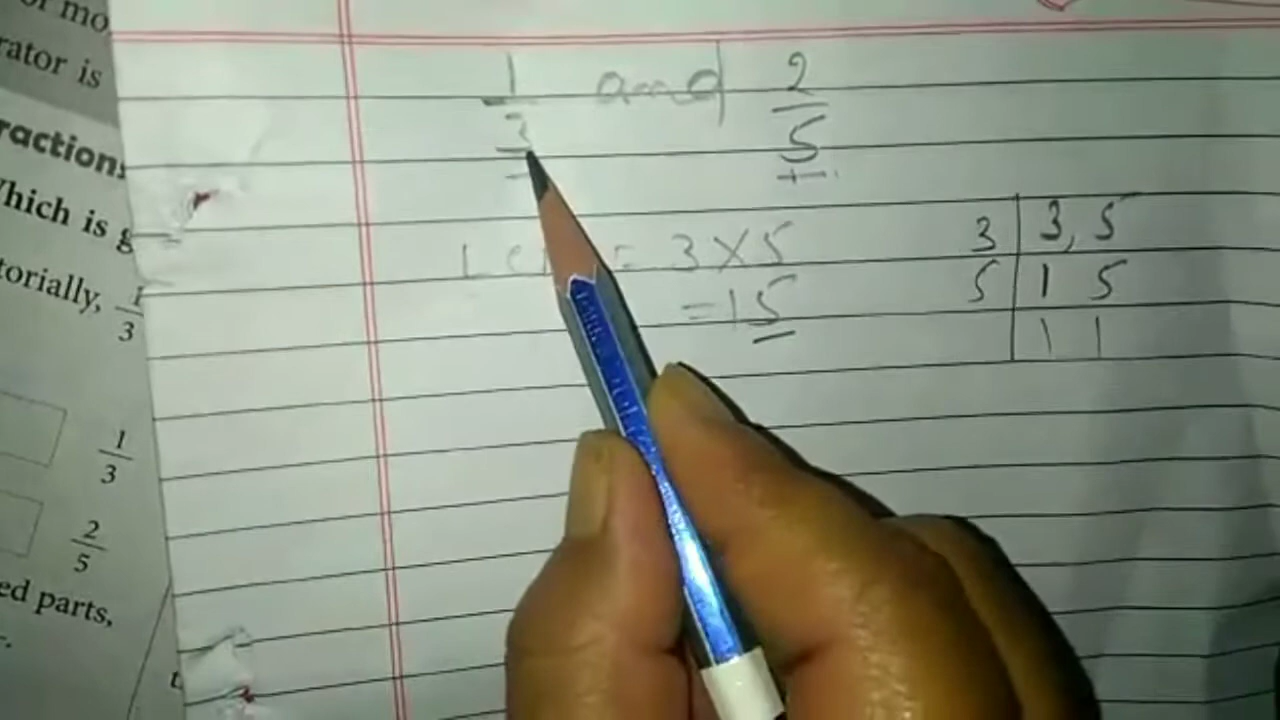 mo
rator is
ractions
Which is g
torially, 1/3
1/3
2/5
ed parts,
1/3 and 2/5
= 3 X 5
= 15
3 | 3, 5
5 | 1 5
| 1 1